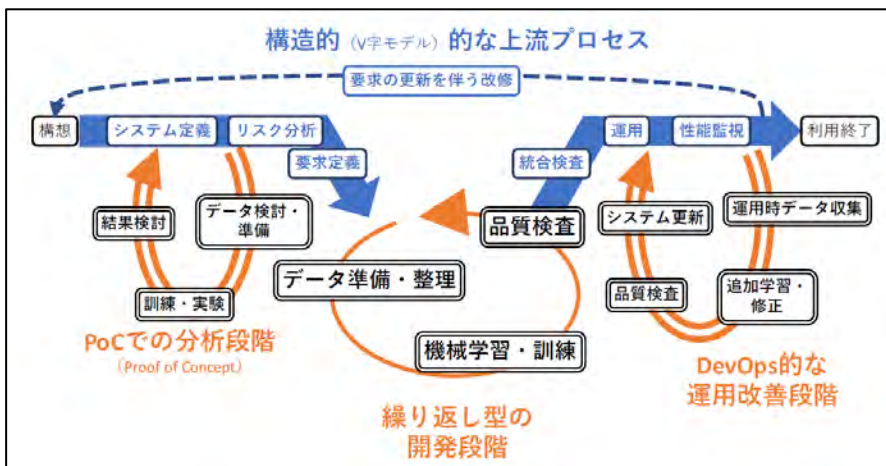 構造的（V字モデル）的な上流プロセス
要求の更新を伴う改修
構想
システム定義
リスク分析
要求定義
統合検査
運用
性能監視
利用終了
結果検討
データ検討・
準備
訓練・実験
PoCでの分析段階
（Proof of Concept）
データ準備・整理
品質検査
機械学習・訓練
繰り返し型の
開発段階
システム更新
運用時データ収集
品質検査
追加学習・
修正
DevOps的な
運用改善段階